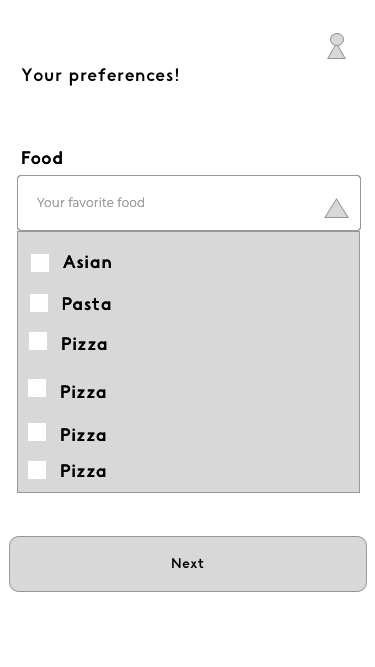 Your preferences!
Food
Your favorite food
Asian
Pasta
Pizza
Pizza
Pizza
Pizza
Next